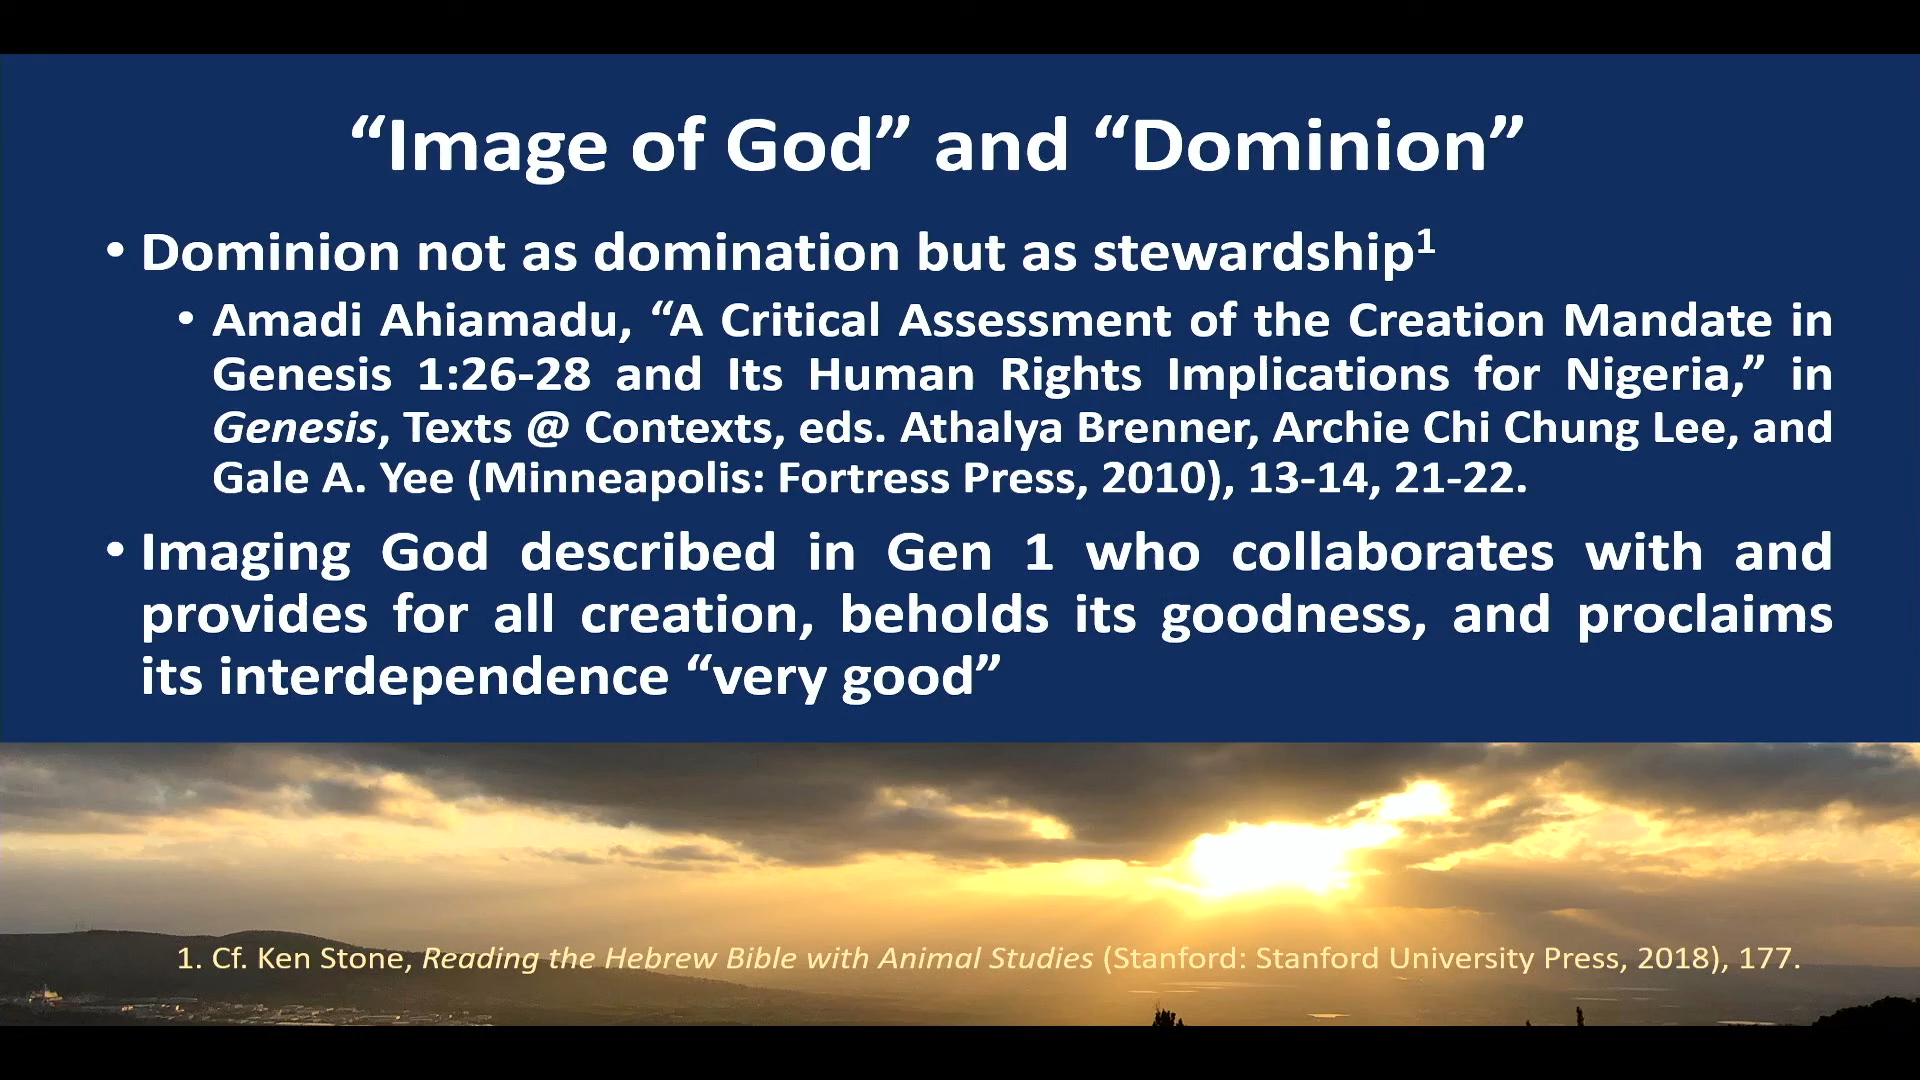 “Image of God” and “Dominion”
• Dominion not as domination but as stewardship¹
• Amadi Ahiamadu, “A Critical Assessment of the Creation Mandate in
Genesis 1:26-28 and Its Human Rights Implications for Nigeria,” in
Genesis, Texts @ Contexts, eds. Athalya Brenner, Archie Chi Chung Lee, and
Gale A. Yee (Minneapolis: Fortress Press, 2010), 13-14, 21-22.
• Imaging God described in Gen 1 who collaborates with and
provides for all creation, beholds its goodness, and proclaims
its interdependence “very good”
1. Cf. Ken Stone, Reading the Hebrew Bible with Animal Studies (Stanford: Stanford University Press, 2018), 177.